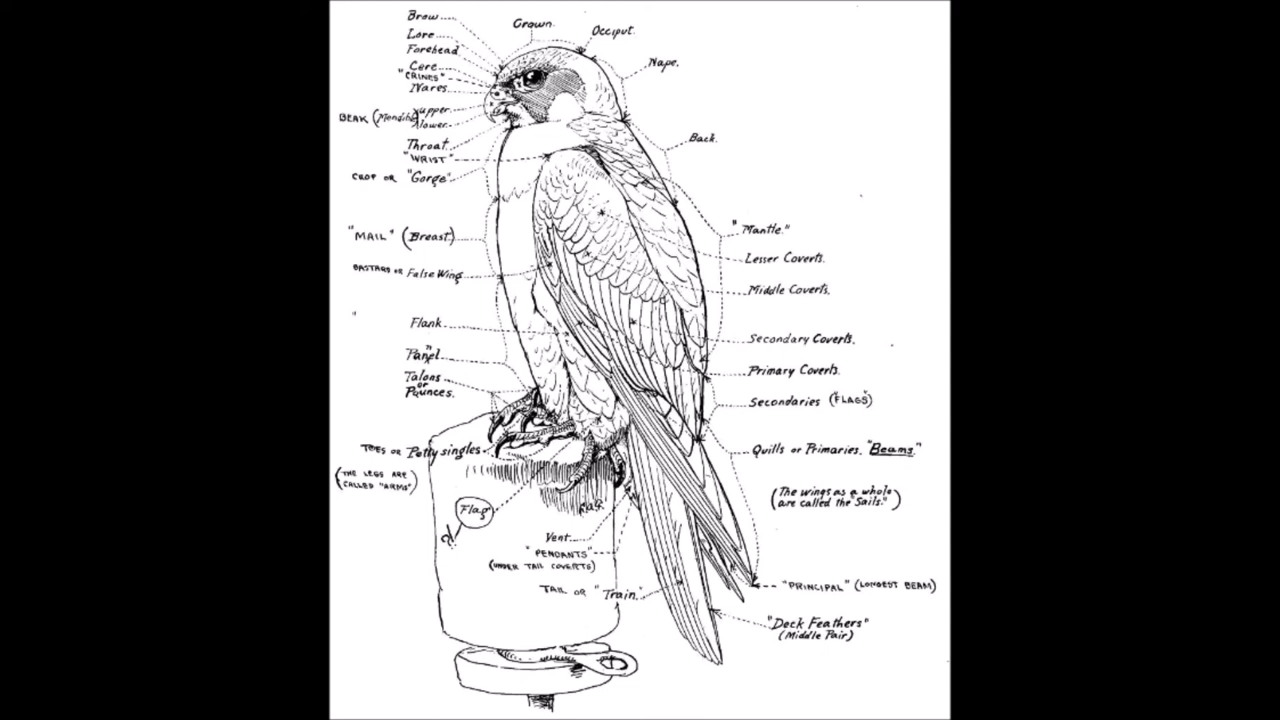 Brow
Crown.
Occiput.
Lore
Forehead
Nape.
Cere
"CRINES"
Nares
BEAK (Mandible)
upper
lower
Back.
Throat
"WRIST"
CROP OR "Gorge"
"MAIL" (Breast)
"Mantle."
Lesser Coverts.
BASTARD OR False Wing
Middle Coverts.
Flank
Secondary Coverts.
"Panel
Primary Coverts.
Talons
or
Pounces.
Secondaries ("FLAGS")
TOES OR Petty singles
Quills or Primaries. "Beams."
(THE LEGS ARE
CALLED "ARMS")
(The wings as a whole
are called the "Sails.")
Flag
Vent
"PENDANTS"
(UNDER TAIL COVERTS)
TAIL OR "Train."
"PRINCIPAL" (LONGEST BEAM)
"Deck Feathers"
(Middle Pair)